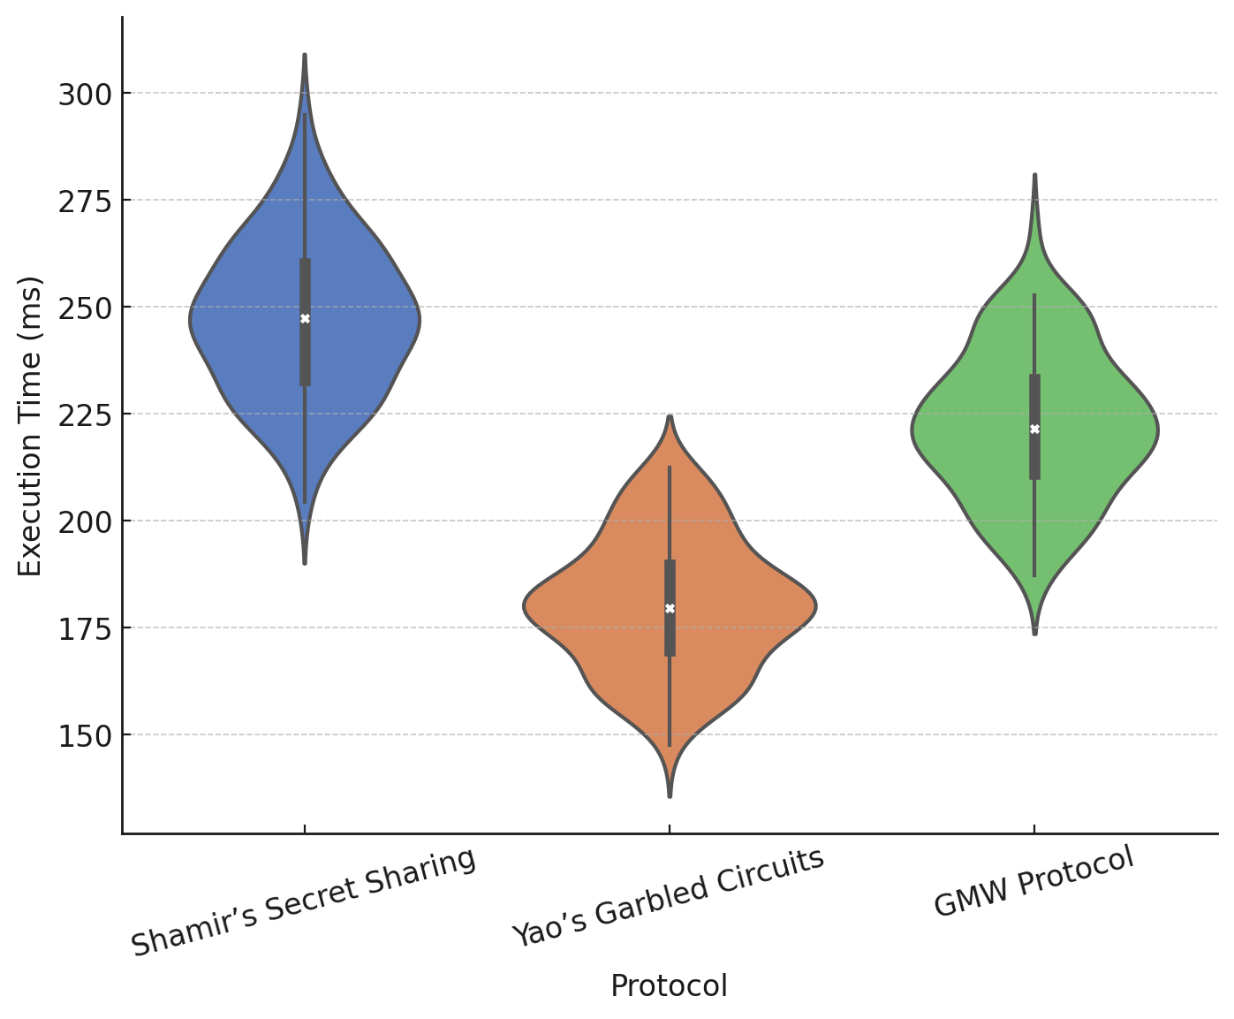 Execution Time (ms)
300
275
250
225
200
175
150
Shamir’s Secret Sharing
Yao’s Garbled Circuits
GMW Protocol
Protocol